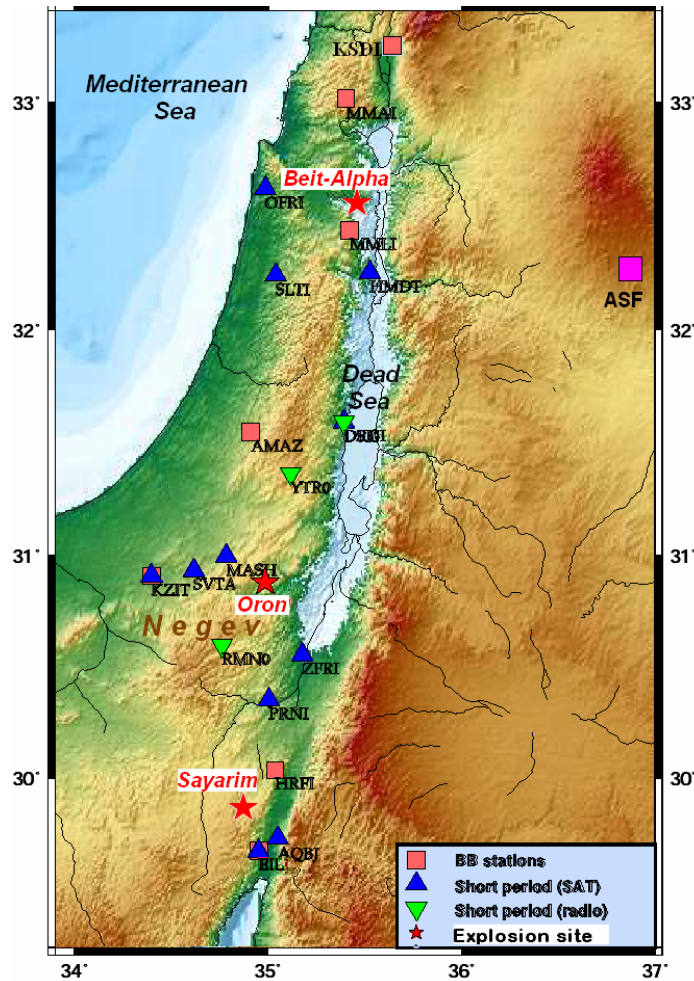 KSDI
Mediterranean
Sea
33°
33°
MMAI
Beit-Alpha
OFRI
MMLI
SLTI
HMDT
ASF
32°
32°
Dead
Sea
AMAZ
YTR0
31°
31°
MASH
SVTA
KZIT
Oron
Negev
RMN0
ZFRI
PRNI
30°
30°
Sayarim
HRFI
AQBJ
EIL
BB stations
Short period (SAT)
Short period (radio)
Explosion site
34°
35°
36°
37°